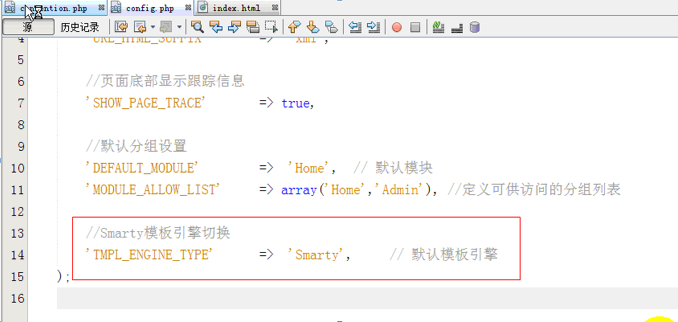 convention.php config.php index.html
源 历史记录
4 'URL_HTML_SUFFIX' => 'xml',
5
6 //页面底部显示跟踪信息
7 'SHOW_PAGE_TRACE' => true,
8
9 //默认分组设置
10 'DEFAULT_MODULE' => 'Home', // 默认模块
11 'MODULE_ALLOW_LIST' => array('Home','Admin'), //定义可供访问的分组列表
12
13 //Smarty模板引擎切换
14 'TMPL_ENGINE_TYPE' => 'Smarty', // 默认模板引擎
15 );
16